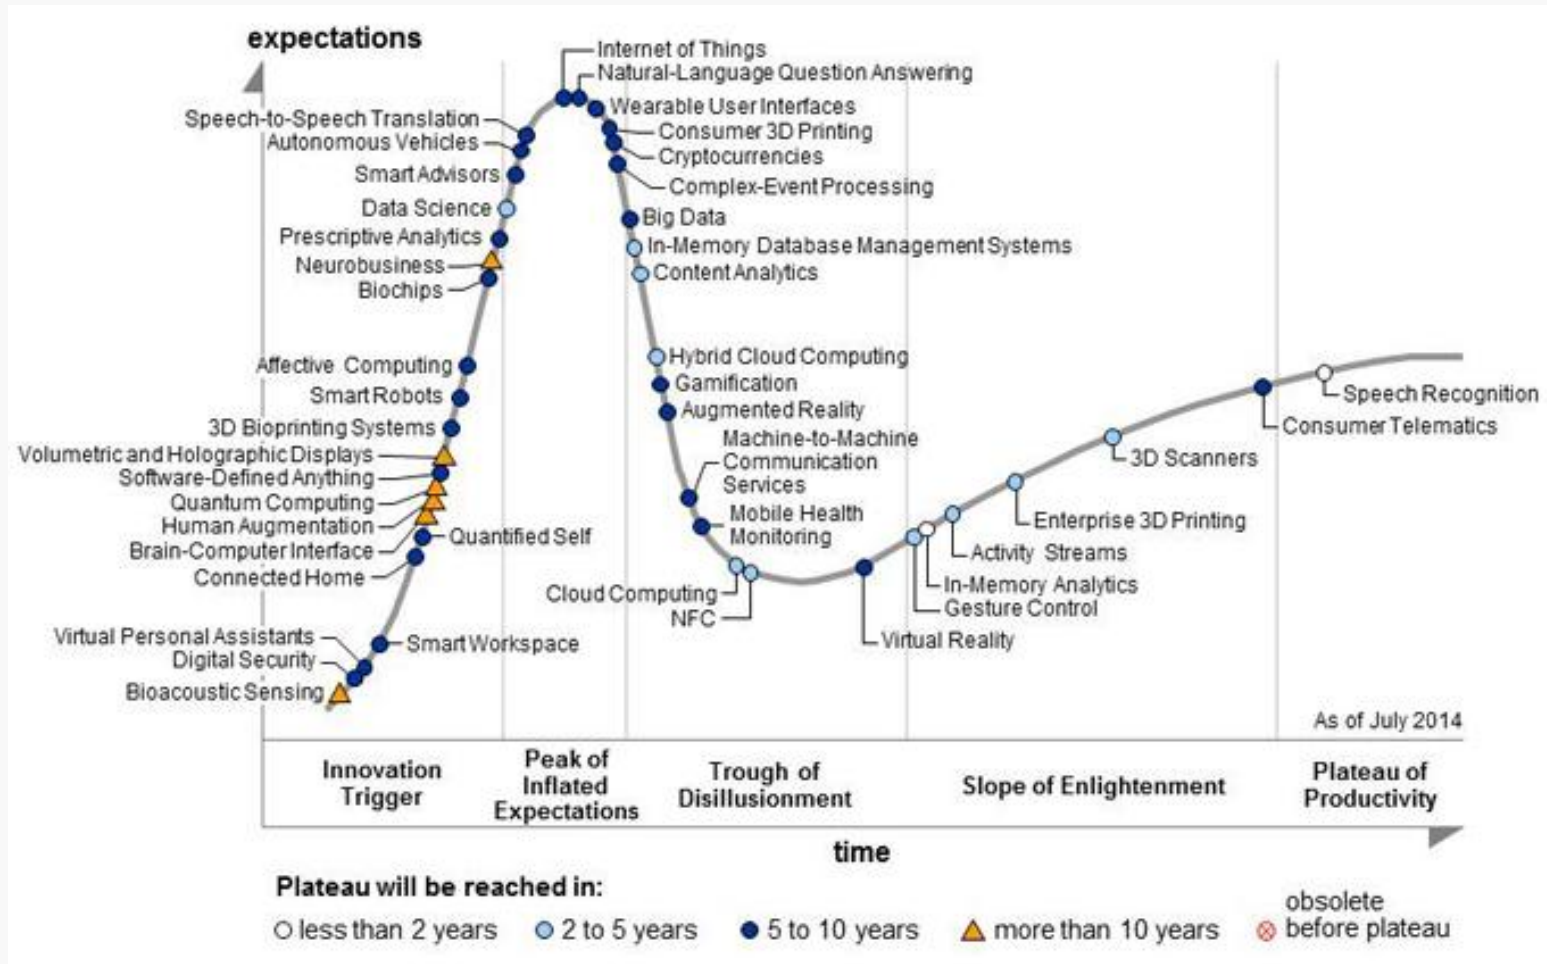 expectations
Internet of Things
Natural-Language Question Answering
Wearable User Interfaces
Consumer 3D Printing
Cryptocurrencies
Complex-Event Processing
Speech-to-Speech Translation
Autonomous Vehicles
Smart Advisors
Data Science
Prescriptive Analytics
Neurobusiness
Biochips
Big Data
In-Memory Database Management Systems
Content Analytics
Affective Computing
Smart Robots
3D Bioprinting Systems
Volumetric and Holographic Displays
Software-Defined Anything
Quantum Computing
Human Augmentation
Brain-Computer Interface
Connected Home
Quantified Self
Virtual Personal Assistants
Digital Security
Bioacoustic Sensing
Smart Workspace
Hybrid Cloud Computing
Gamification
Augmented Reality
Machine-to-Machine
Communication
Services
Mobile Health
Monitoring
Cloud Computing
NFC
Virtual Reality
Gesture Control
In-Memory Analytics
Activity Streams
Enterprise 3D Printing
3D Scanners
Consumer Telematics
Speech Recognition
As of July 2014
Innovation
Trigger
Peak of
Inflated
Expectations
Trough of
Disillusionment
Slope of Enlightenment
Plateau of
Productivity
time
Plateau will be reached in:
less than 2 years
2 to 5 years
5 to 10 years
more than 10 years
obsolete
before plateau